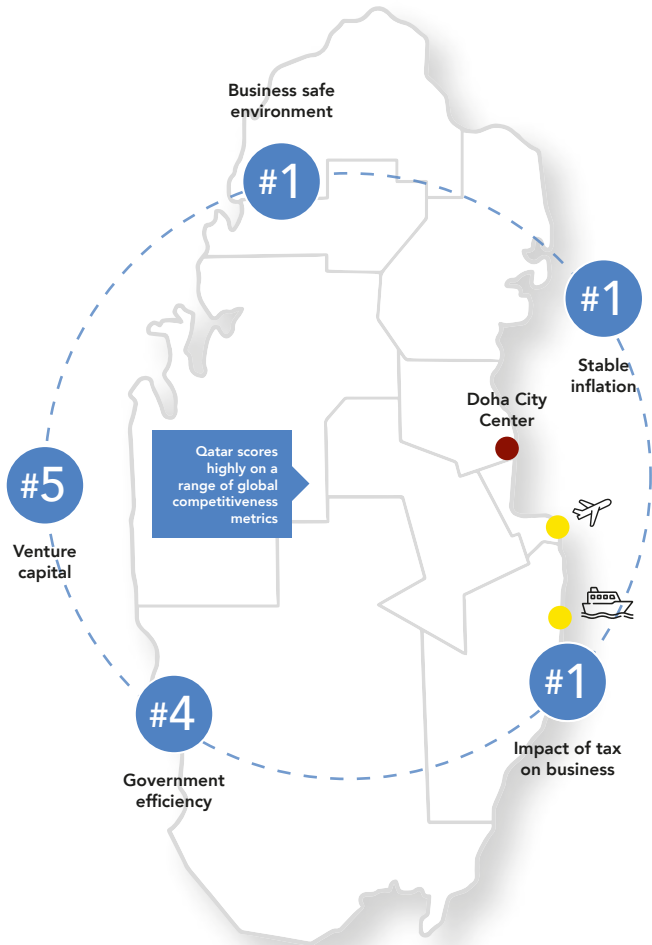 Business safe
environment
#1
#1
Stable
inflation
Doha City
Center
Qatar scores
highly on a
range of global
competitiveness
metrics
#5
Venture
capital
#4
Government
efficiency
#1
Impact of tax
on business